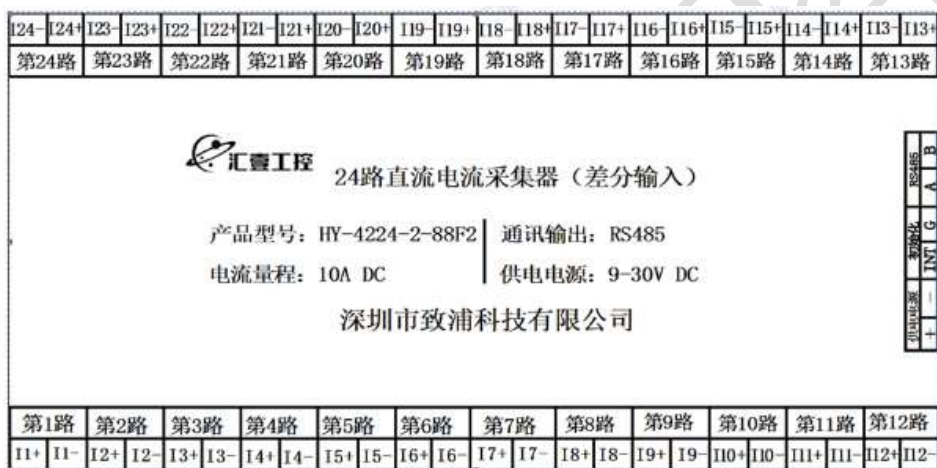 I24- I24+ I23- I23+ I22- I22+ I21- I21+ I20- I20+ I19- I19+ I18- I18+ I17- I17+ I16- I16+ I15- I15+ I14- I14+ I13- I13+
第24路 第23路 第22路 第21路 第20路 第19路 第18路 第17路 第16路 第15路 第14路 第13路
汇壹工控
24路直流电流采集器（差分输入）
产品型号：HY-4224-2-88F2 通讯输出：RS485
电流量程：10A DC 供电电源：9-30V DC
深圳市致浦科技有限公司
RS485
A B
初始化
INT G
供电电源
+ -
第1路 第2路 第3路 第4路 第5路 第6路 第7路 第8路 第9路 第10路 第11路 第12路
I1+ I1- I2+ I2- I3+ I3- I4+ I4- I5+ I5- I6+ I6- I7+ I7- I8+ I8- I9+ I9- I10+ I10- I11+ I11- I12+ I12-